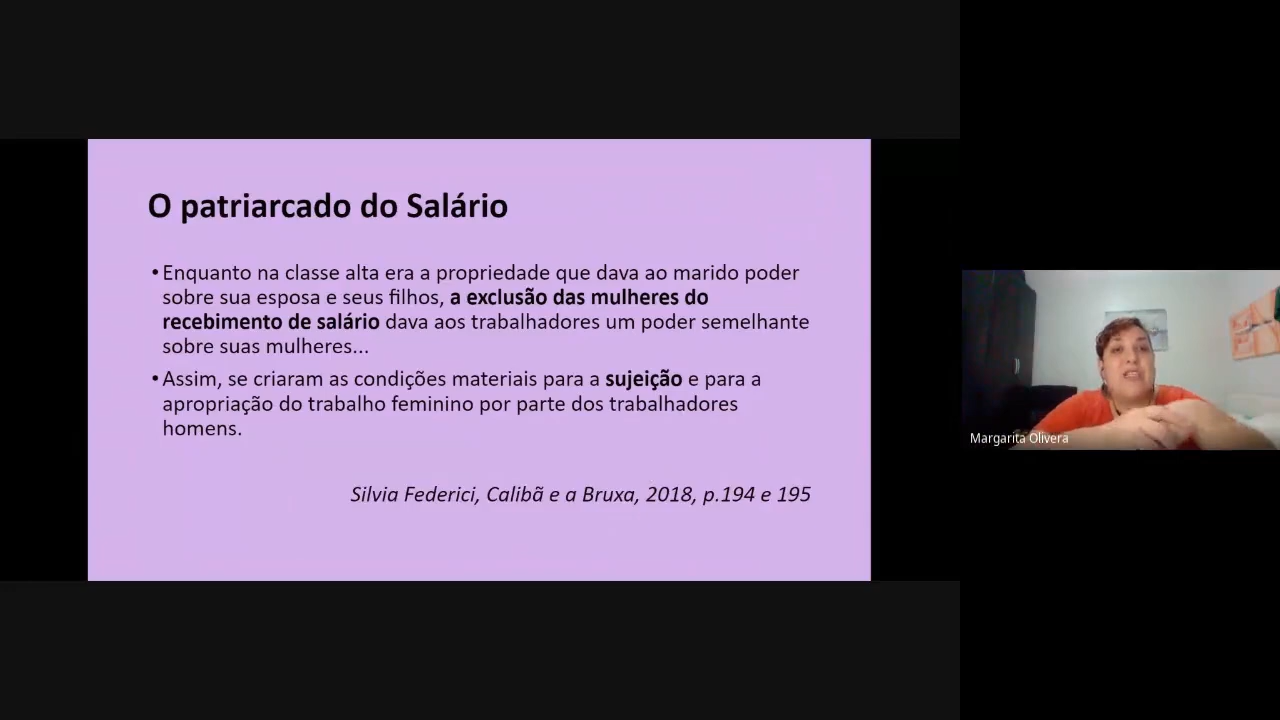 O patriarcado do Salário
•Enquanto na classe alta era a propriedade que dava ao marido poder
sobre sua esposa e seus filhos, a exclusão das mulheres do
recebimento de salário dava aos trabalhadores um poder semelhante
sobre suas mulheres...
•Assim, se criaram as condições materiais para a sujeição e para a
apropriação do trabalho feminino por parte dos trabalhadores
homens.
Silvia Federici, Calibã e a Bruxa, 2018, p.194 e 195
Margarita Olivera